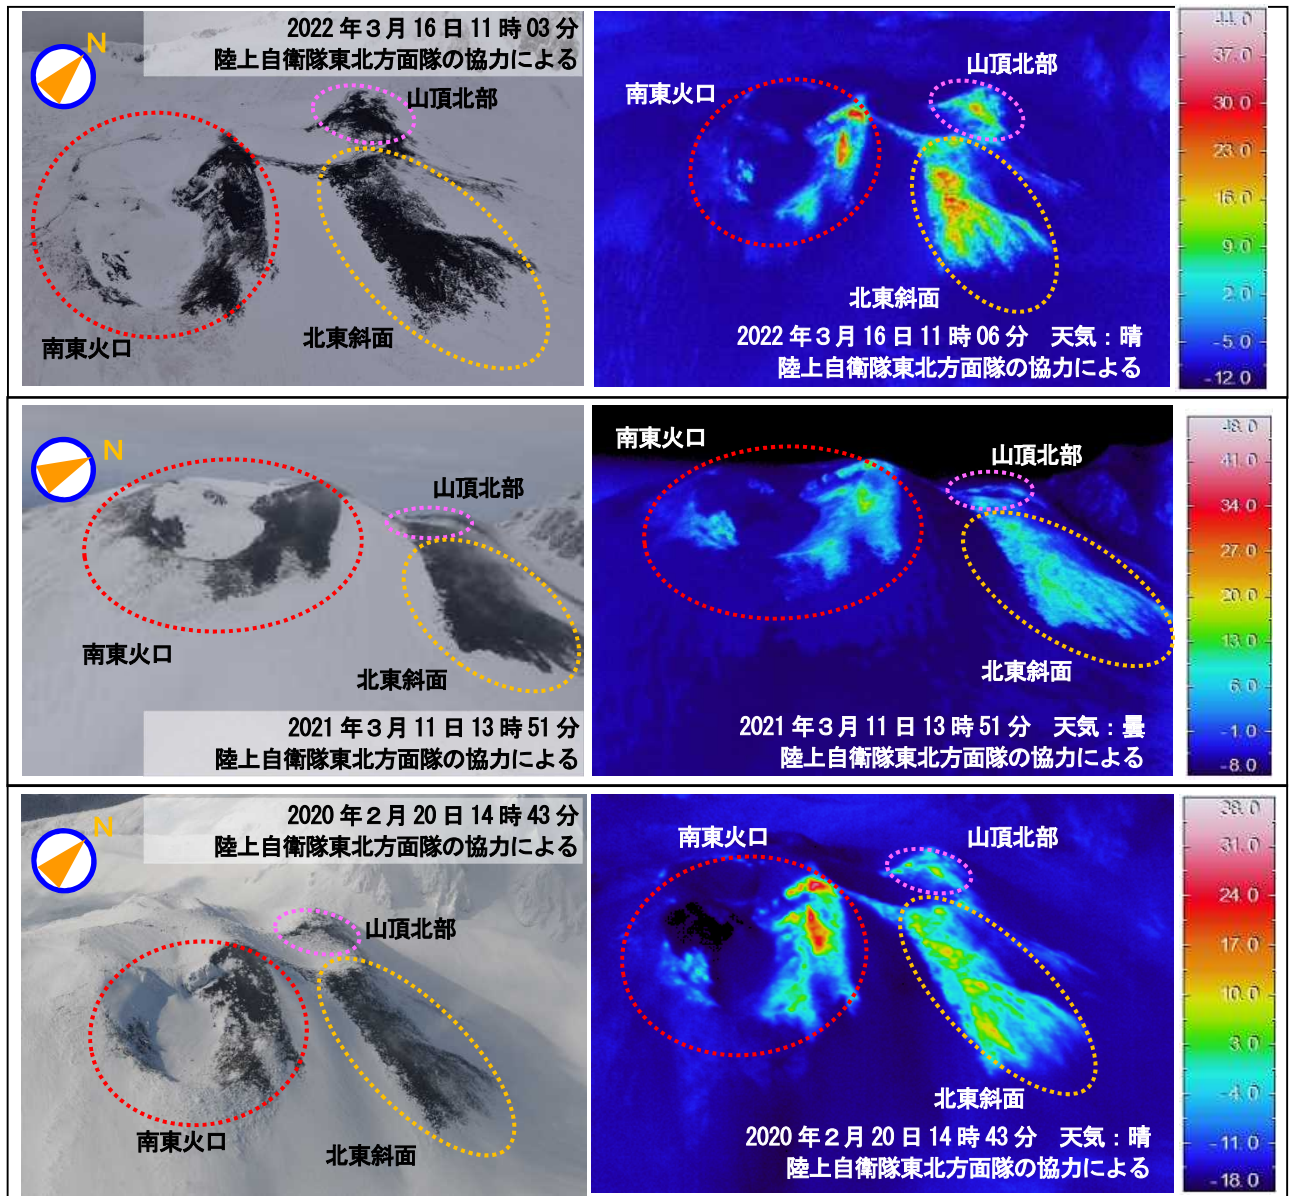 2022年3月16日11時03分
陸上自衛隊東北方面隊の協力による
N
山頂北部
南東火口
北東斜面
南東火口
山頂北部
北東斜面
2022年3月16日11時06分 天気:晴
陸上自衛隊東北方面隊の協力による
44.0
37.0
30.0
23.0
16.0
9.0
2.0
-5.0
-12.0
N
山頂北部
南東火口
北東斜面
2021年3月11日13時51分
陸上自衛隊東北方面隊の協力による
南東火口
山頂北部
北東斜面
2021年3月11日13時51分 天気:曇
陸上自衛隊東北方面隊の協力による
48.0
41.0
34.0
27.0
20.0
13.0
6.0
-1.0
-8.0
2020年2月20日14時43分
陸上自衛隊東北方面隊の協力による
N
山頂北部
南東火口
北東斜面
南東火口
山頂北部
北東斜面
2020年2月20日14時43分 天気:晴
陸上自衛隊東北方面隊の協力による
38.0
31.0
24.0
17.0
10.0
3.0
-4.0
-11.0
-18.0